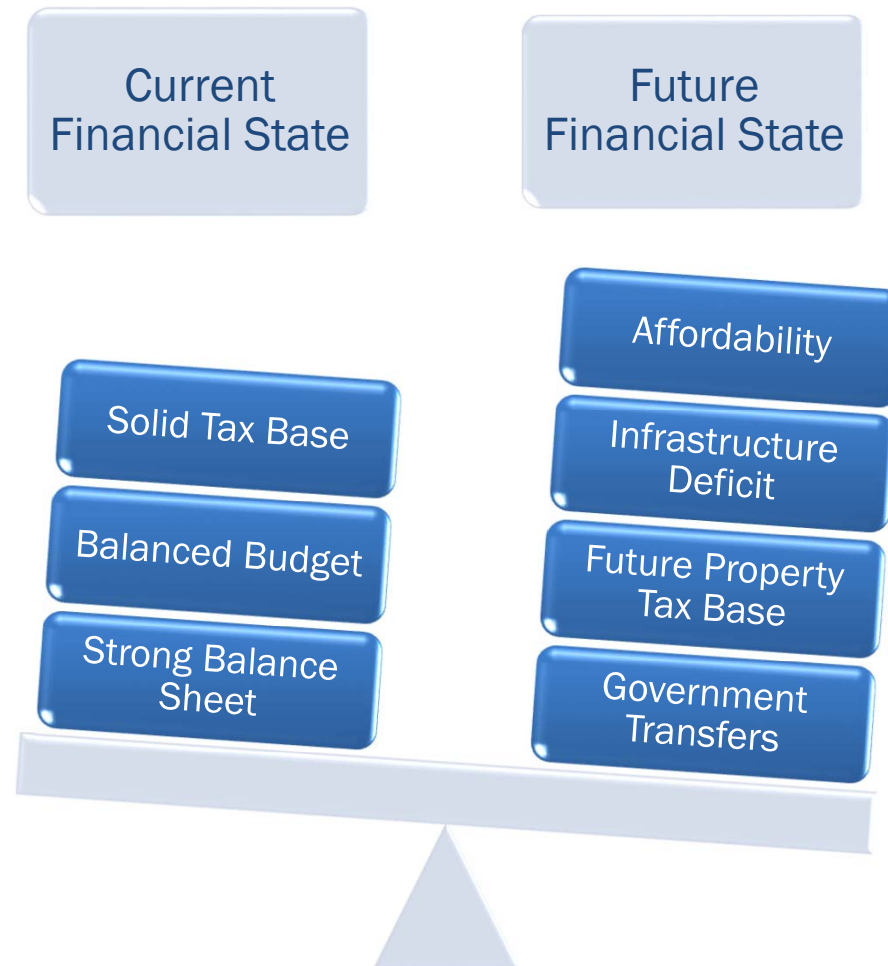 Current
Financial State
Future
Financial State
Solid Tax Base
Balanced Budget
Strong Balance
Sheet
Affordability
Infrastructure
Deficit
Future Property
Tax Base
Government
Transfers